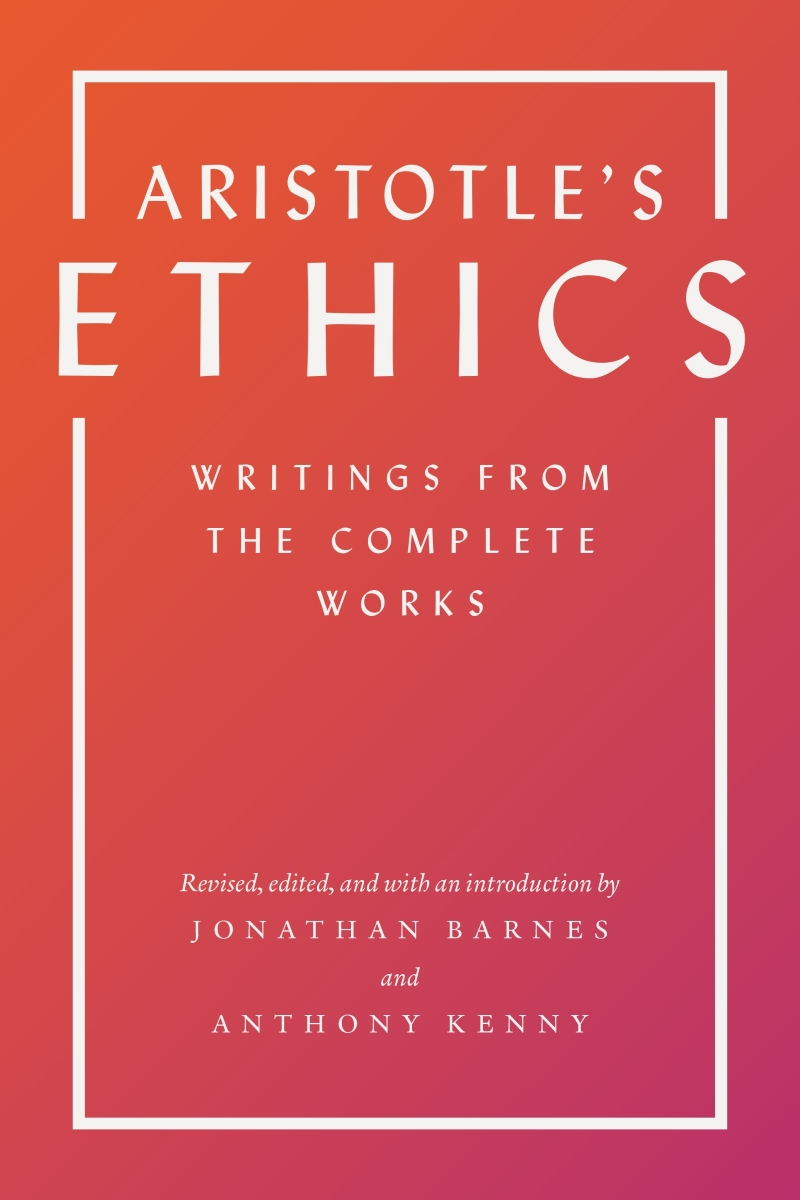 ARISTOTLE’S
ETHICS
WRITINGS FROM
THE COMPLETE
WORKS
Revised, edited, and with an introduction by
JONATHAN BARNES
and
ANTHONY KENNY